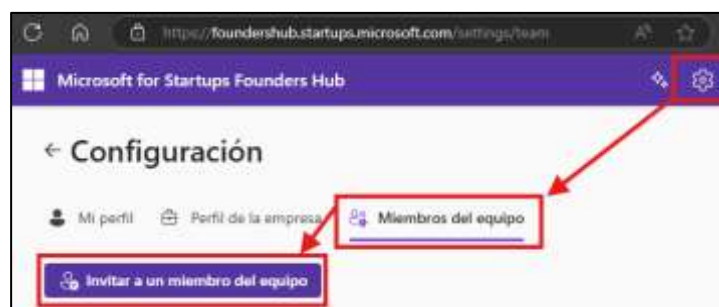 https://foundershub.startups.microsoft.com/settings/team
Microsoft for Startups Founders Hub
← Configuración
Mi perfil Perfil de la empresa Miembros del equipo
Invitar a un miembro del equipo